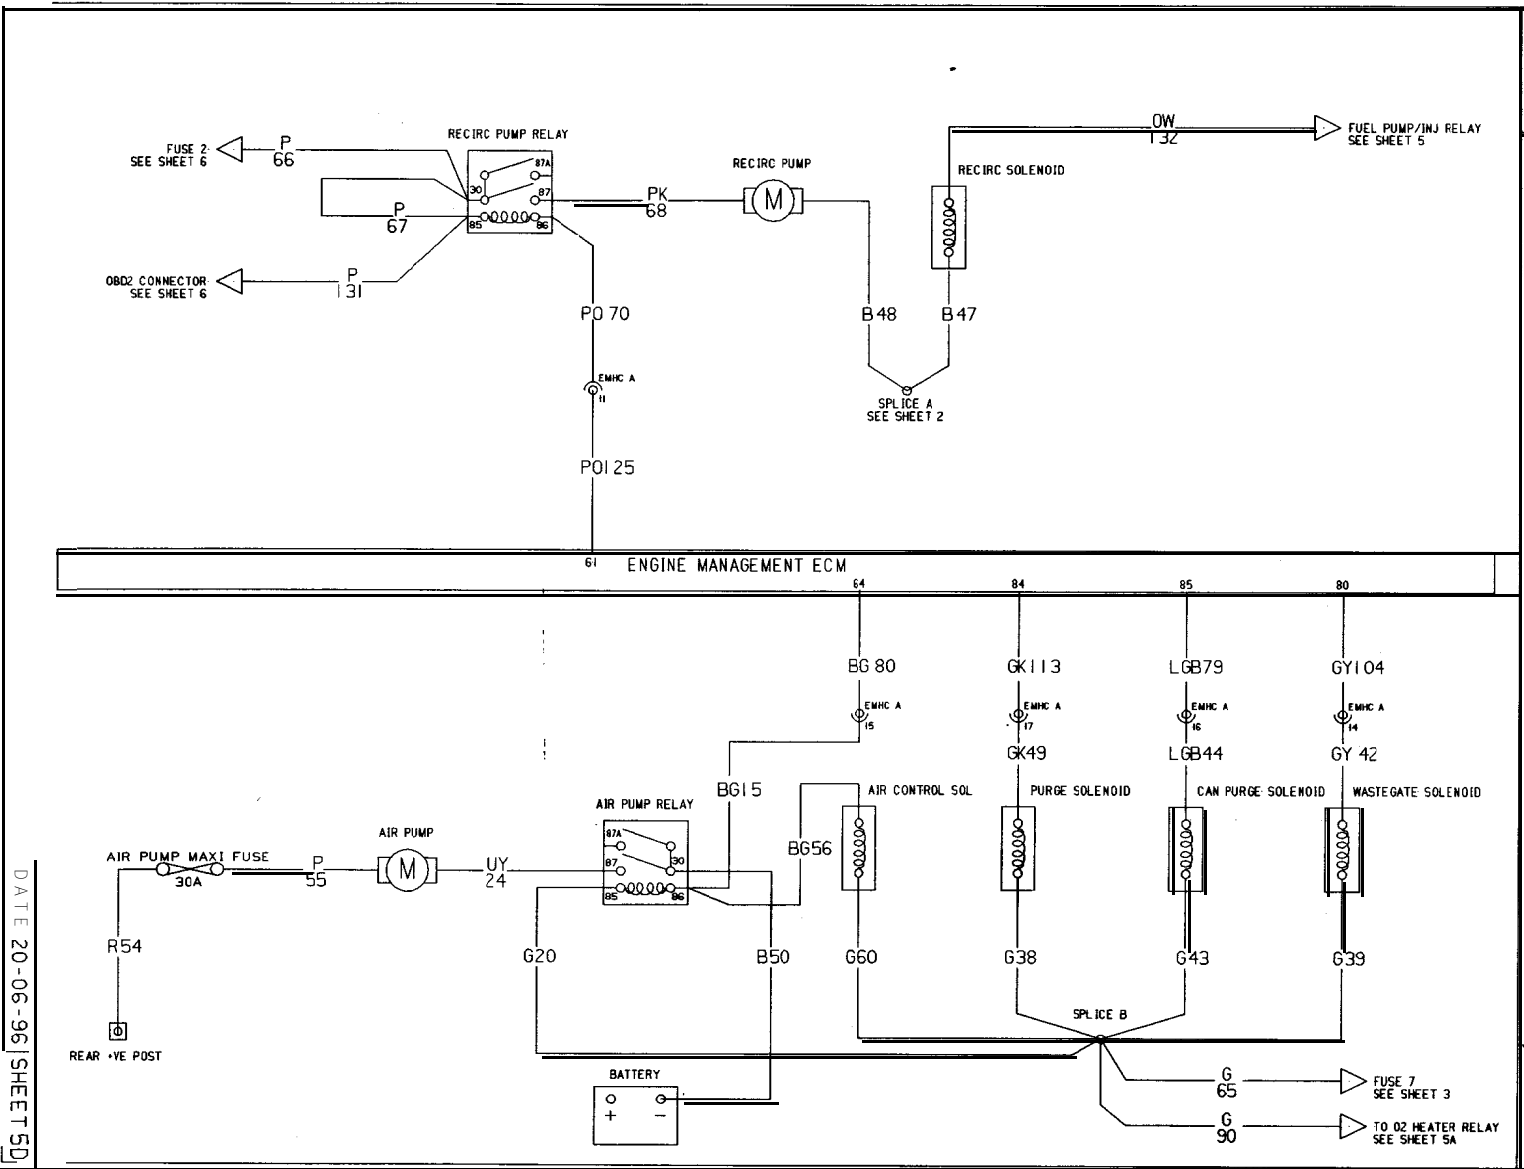 RECIRC PUMP RELAY
FUSE 2
SEE SHEET 6
P
66
87A
30
87
85
86
P
67
OBD2 CONNECTOR
SEE SHEET 6
P
131
PK
68
RECIRC PUMP
M
RECIRC SOLENOID
OW
132
FUEL PUMP/INJ RELAY
SEE SHEET 5
PO 70
B 48
B 47
EMHC A
11
SPLICE A
SEE SHEET 2
PO125
61
ENGINE MANAGEMENT ECM
64
84
85
80
BG 80
GK113
LGB79
GY104
EMHC A
15
EMHC A
17
EMHC A
16
EMHC A
14
GK49
LGB44
GY 42
BG15
AIR CONTROL SOL
PURGE SOLENOID
CAN PURGE SOLENOID
WASTEGATE SOLENOID
AIR PUMP RELAY
87A
87
30
85
86
BG56
AIR PUMP
M
AIR PUMP MAXI FUSE
30A
P
55
UY
24
R54
G20
B50
G60
G38
G43
G39
SPLICE B
REAR +VE POST
BATTERY
+
-
G
65
FUSE 7
SEE SHEET 3
G
90
TO O2 HEATER RELAY
SEE SHEET 5A
DATE 20-06-96 SHEET 5D